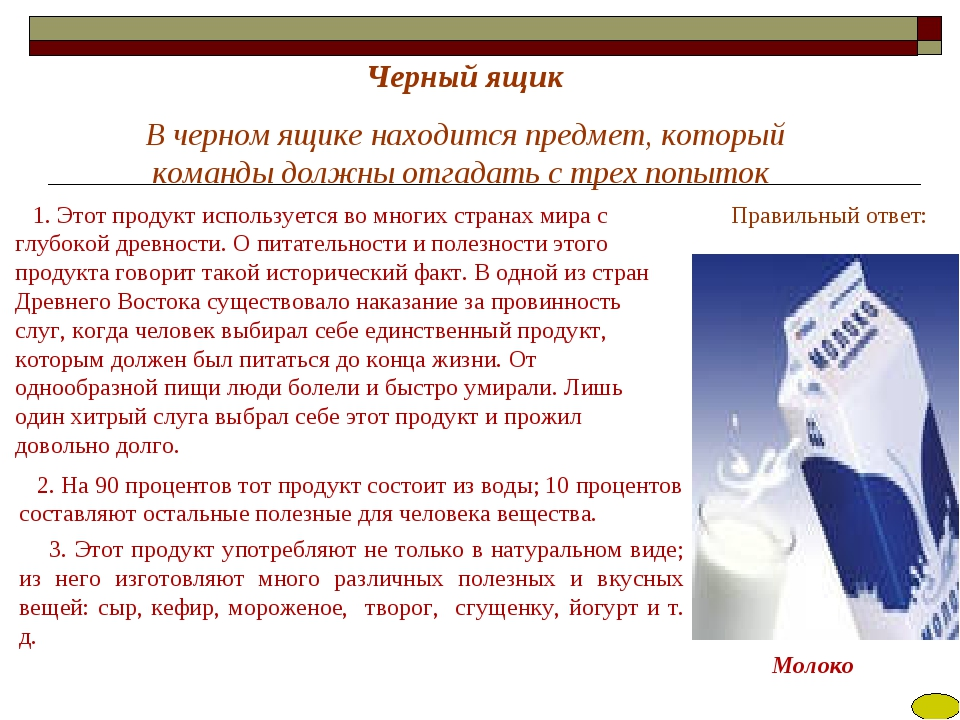 Черный ящик
В черном ящике находится предмет, который
команды должны отгадать с трех попыток
1. Этот продукт используется во многих странах мира с
глубокой древности. О питательности и полезности этого
продукта говорит такой исторический факт. В одной из стран
Древнего Востока существовало наказание за провинность
слуг, когда человек выбирал себе единственный продукт,
которым должен был питаться до конца жизни. От
однообразной пищи люди болели и быстро умирали. Лишь
один хитрый слуга выбрал себе этот продукт и прожил
довольно долго.
2. На 90 процентов тот продукт состоит из воды; 10 процентов
составляют остальные полезные для человека вещества.
3. Этот продукт употребляют не только в натуральном виде;
из него изготовляют много различных полезных и вкусных
вещей: сыр, кефир, мороженое, творог, сгущенку, йогурт и т.
д.
Правильный ответ:
МОЛОКО
МОЛОКО
Молоко